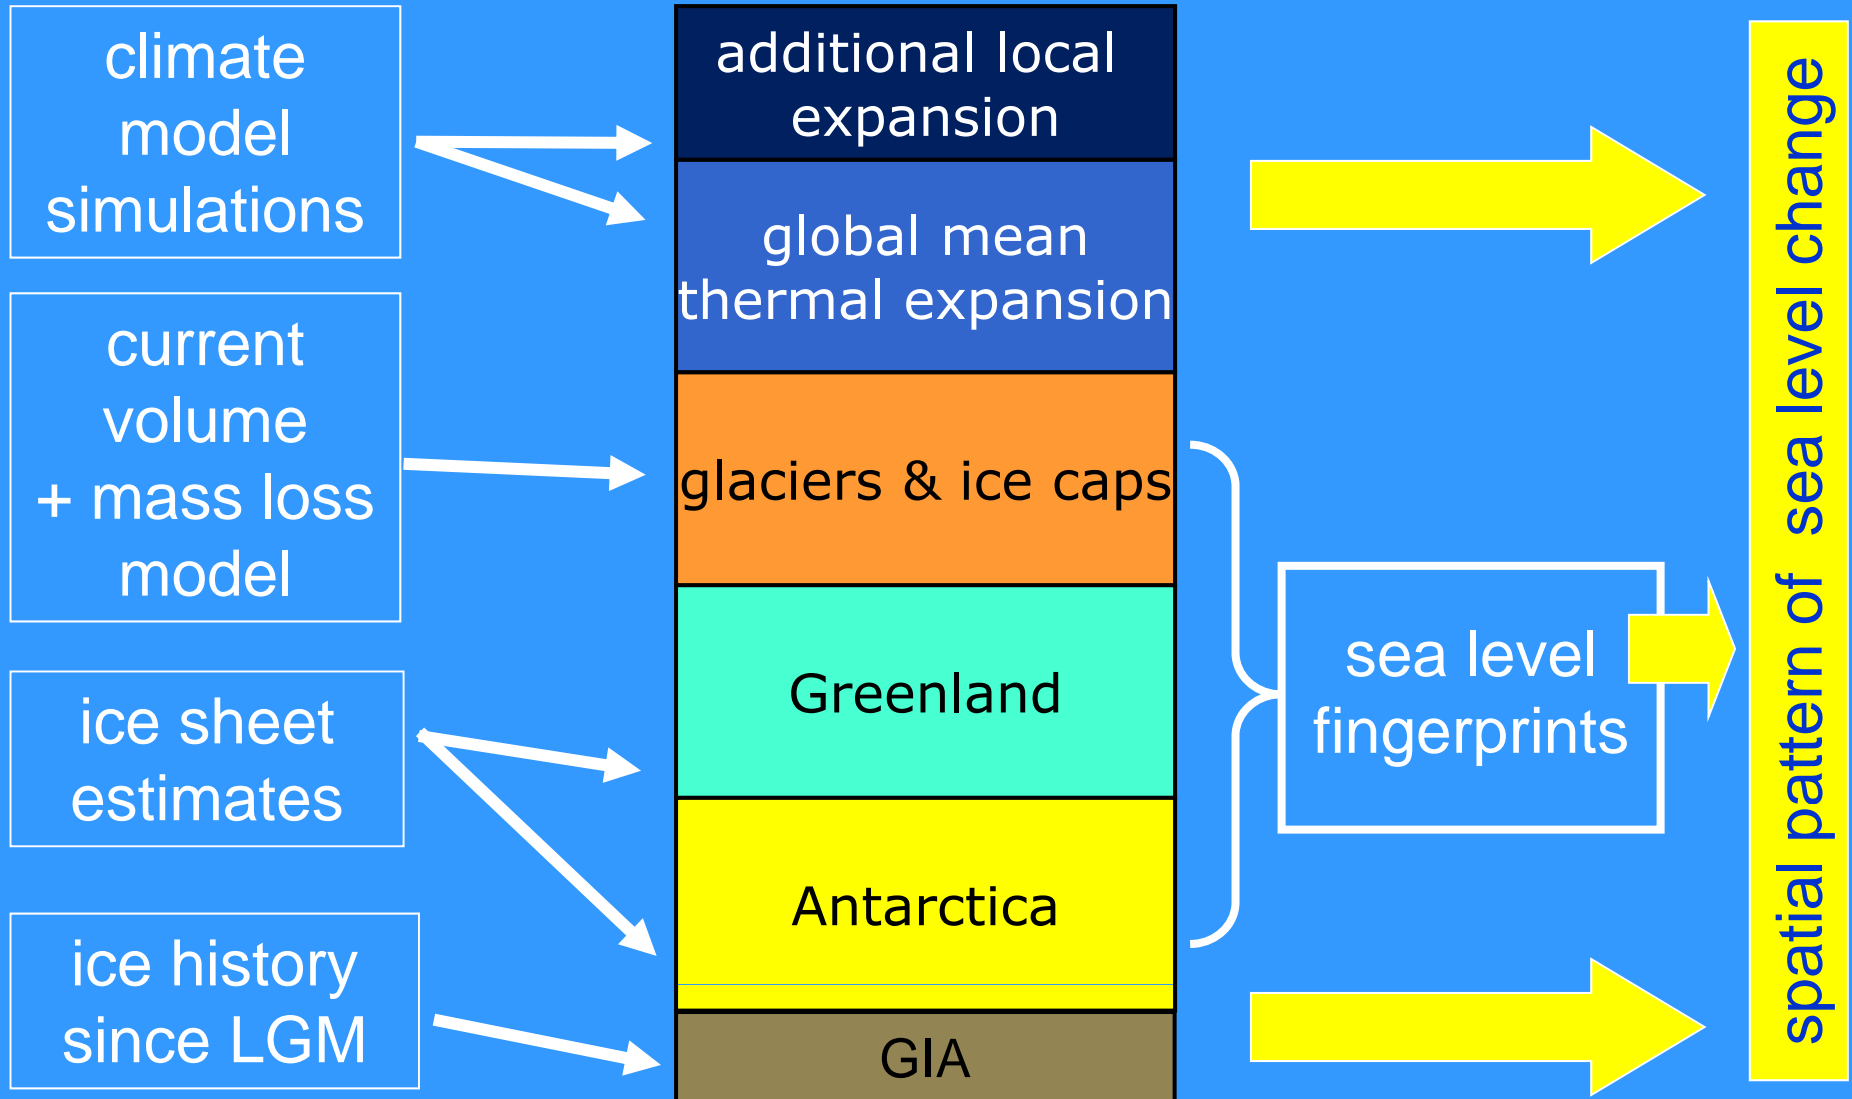 climate
model
simulations
current
volume
+ mass loss
model
ice sheet
estimates
ice history
since LGM
additional local
expansion
global mean
thermal expansion
glaciers & ice caps
Greenland
Antarctica
GIA
sea level
fingerprints
spatial pattern of sea level change